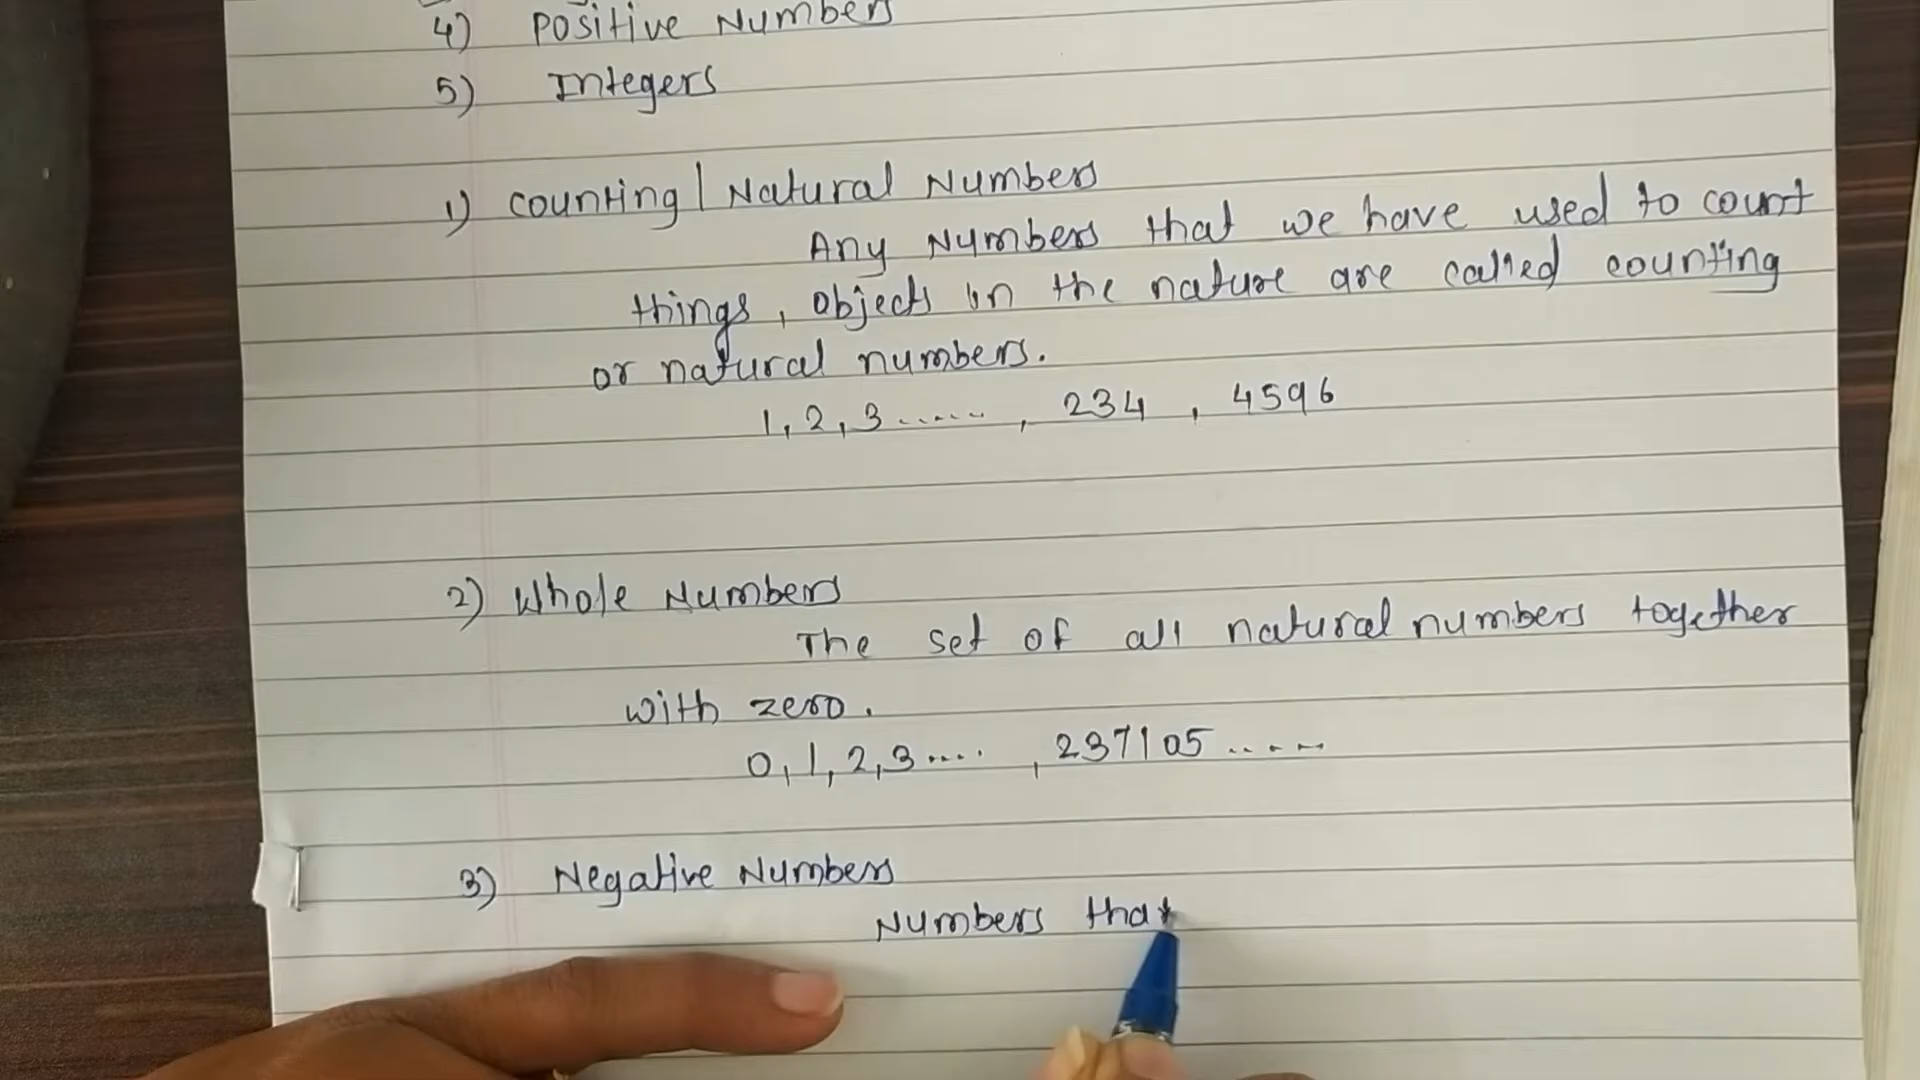 4) Positive Numbers
5) Integers
1) Counting | Natural Numbers
Any Numbers that we have used to count
things, objects in the nature are called counting
or natural numbers.
1, 2, 3 ....., 234, 4596
2) Whole Numbers
The set of all natural numbers together
with zero.
0, 1, 2, 3 ...., 237105 .....
3) Negative Numbers
Numbers that